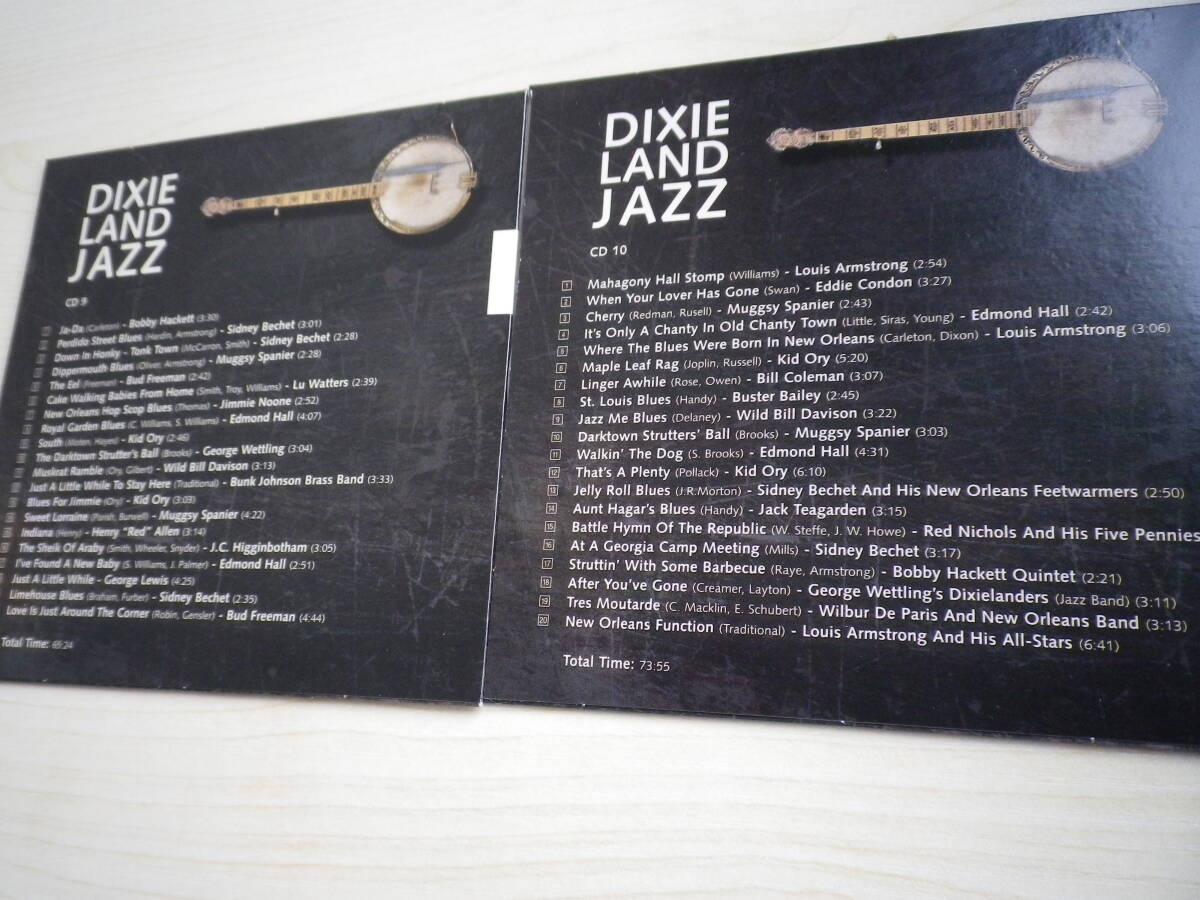 DIXIE
LAND
JAZZ
CD 9
Ja-Da (Carleton) - Bobby Hackett (3:30)
Perdido Street Blues (Hardin, Armstrong) - Sidney Bechet (3:01)
Down In Honky - Tonk Town (McCarron, Smith) - Sidney Bechet (2:28)
Dippermouth Blues (Oliver, Armstrong) - Muggsy Spanier (2:28)
The Eel (Freeman) - Bud Freeman (2:42)
Cake Walking Babies From Home (Smith, Troy, Williams) - Lu Watters (2:39)
New Orleans Hop Scop Blues (Thomas) - Jimmie Noone (2:52)
Royal Garden Blues (C. Williams, S. Williams) - Edmond Hall (4:07)
South (Moten, Hayes) - Kid Ory (2:46)
The Darktown Strutter's Ball (Brooks) - George Wettling (3:04)
Muskrat Ramble (Ory, Gilbert) - Wild Bill Davison (3:13)
Just A Little While To Stay Here (Traditional) - Bunk Johnson Brass Band (3:33)
Blues For Jimmie (Ory) - Kid Ory (3:03)
Sweet Lorraine (Parish, Burwell) - Muggsy Spanier (4:22)
Indiana (Henry) - Henry "Red" Allen (3:14)
The Sheik Of Araby (Smith, Wheeler, Snyder) - J.C. Higginbotham (3:05)
I've Found A New Baby (S. Williams, J. Palmer) - Edmond Hall (2:51)
Just A Little While - George Lewis (4:25)
Limehouse Blues (Braham, Furber) - Sidney Bechet (2:35)
Love Is Just Around The Corner (Robin, Gensler) - Bud Freeman (4:44)
Total Time: 65:24
DIXIE
LAND
JAZZ
CD 10
1 Mahagony Hall Stomp (Williams) - Louis Armstrong (2:54)
2 When Your Lover Has Gone (Swan) - Eddie Condon (3:27)
3 Cherry (Redman, Rusell) - Muggsy Spanier (2:43)
4 It's Only A Chanty In Old Chanty Town (Little, Siras, Young) - Edmond Hall (2:42)
5 Where The Blues Were Born In New Orleans (Carleton, Dixon) - Louis Armstrong (3:06)
6 Maple Leaf Rag (Joplin, Russell) - Kid Ory (5:20)
7 Linger Awhile (Rose, Owen) - Bill Coleman (3:07)
8 St. Louis Blues (Handy) - Buster Bailey (2:45)
9 Jazz Me Blues (Delaney) - Wild Bill Davison (3:22)
10 Darktown Strutters' Ball (Brooks) - Muggsy Spanier (3:03)
11 Walkin' The Dog (S. Brooks) - Edmond Hall (4:31)
12 That's A Plenty (Pollack) - Kid Ory (6:10)
13 Jelly Roll Blues (J.R.Morton) - Sidney Bechet And His New Orleans Feetwarmers (2:50)
14 Aunt Hagar's Blues (Handy) - Jack Teagarden (3:15)
15 Battle Hymn Of The Republic (W. Steffe, J. W. Howe) - Red Nichols And His Five Pennies
16 At A Georgia Camp Meeting (Mills) - Sidney Bechet (3:17)
17 Struttin' With Some Barbecue (Raye, Armstrong) - Bobby Hackett Quintet (2:21)
18 After You've Gone (Creamer, Layton) - George Wettling's Dixielanders (Jazz Band) (3:11)
19 Tres Moutarde (C. Macklin, E. Schubert) - Wilbur De Paris And New Orleans Band (3:13)
20 New Orleans Function (Traditional) - Louis Armstrong And His All-Stars (6:41)
Total Time: 73:55